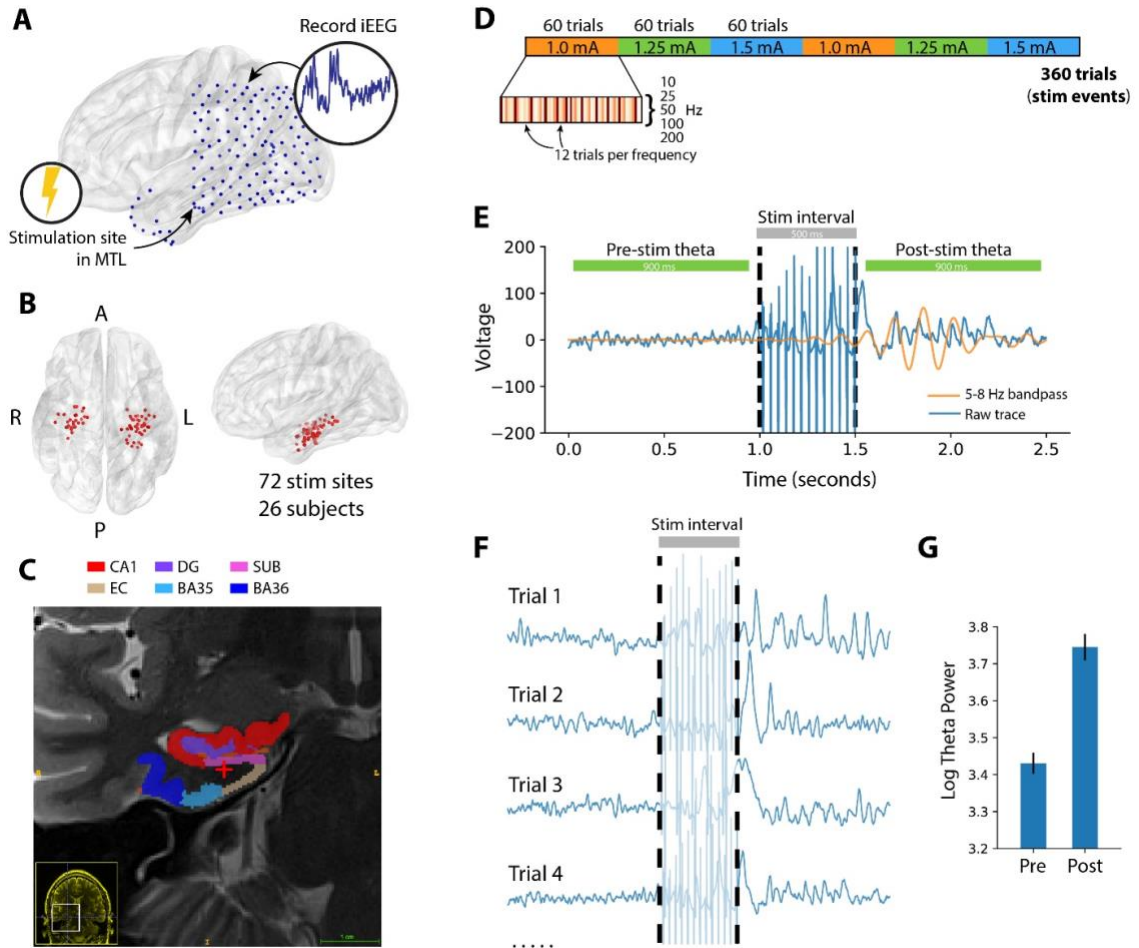 A
Record iEEG
Stimulation site
in MTL
B
A
R
L
P
72 stim sites
26 subjects
C
CA1
DG
SUB
EC
BA35
BA36
1 cm
D
60 trials
60 trials
60 trials
1.0 mA
1.25 mA
1.5 mA
1.0 mA
1.25 mA
1.5 mA
360 trials
(stim events)
10
25
50
100
200
Hz
12 trials per frequency
E
Stim interval
500 ms
Pre-stim theta
900 ms
Post-stim theta
900 ms
200
100
0
−100
−200
Voltage
5-8 Hz bandpass
Raw trace
0.0
0.5
1.0
1.5
2.0
2.5
Time (seconds)
F
Stim interval
Trial 1
Trial 2
Trial 3
Trial 4
.....
G
3.8
3.7
3.6
3.5
3.4
3.3
3.2
Log Theta Power
Pre
Post